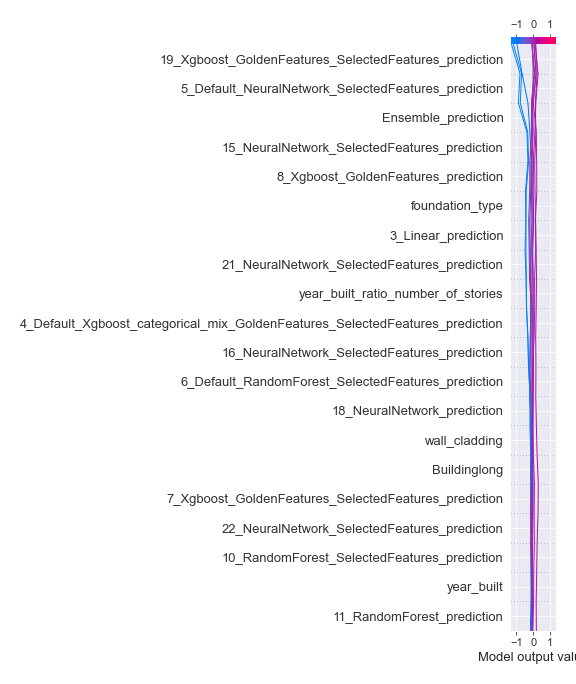 −1 0 1
19_Xgboost_GoldenFeatures_SelectedFeatures_prediction
5_Default_NeuralNetwork_SelectedFeatures_prediction
Ensemble_prediction
15_NeuralNetwork_SelectedFeatures_prediction
8_Xgboost_GoldenFeatures_prediction
foundation_type
3_Linear_prediction
21_NeuralNetwork_SelectedFeatures_prediction
year_built_ratio_number_of_stories
4_Default_Xgboost_categorical_mix_GoldenFeatures_SelectedFeatures_prediction
16_NeuralNetwork_SelectedFeatures_prediction
6_Default_RandomForest_SelectedFeatures_prediction
18_NeuralNetwork_prediction
wall_cladding
Buildinglong
7_Xgboost_GoldenFeatures_SelectedFeatures_prediction
22_NeuralNetwork_SelectedFeatures_prediction
10_RandomForest_SelectedFeatures_prediction
year_built
11_RandomForest_prediction
−1 0 1
Model output valu